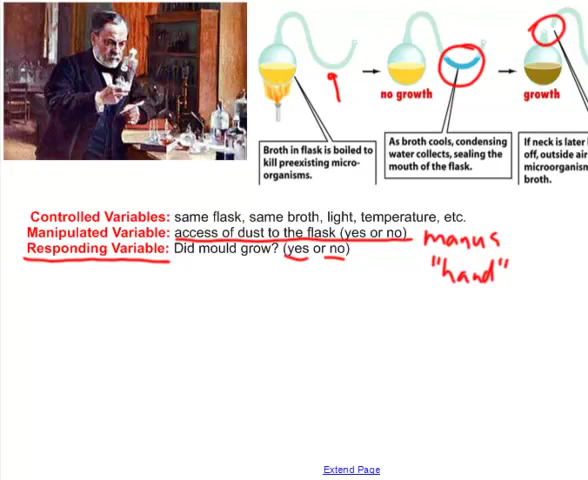 no growth
growth
Broth in flask is boiled to
kill preexisting micro-
organisms.
As broth cools, condensing
water collects, sealing the
mouth of the flask.
If neck is later
off, outside air
microorganism
broth.
Controlled Variables: same flask, same broth, light, temperature, etc.
Manipulated Variable: access of dust to the flask (yes or no)
Responding Variable: Did mould grow? (yes or no)
manus
"hand"
Extend Page